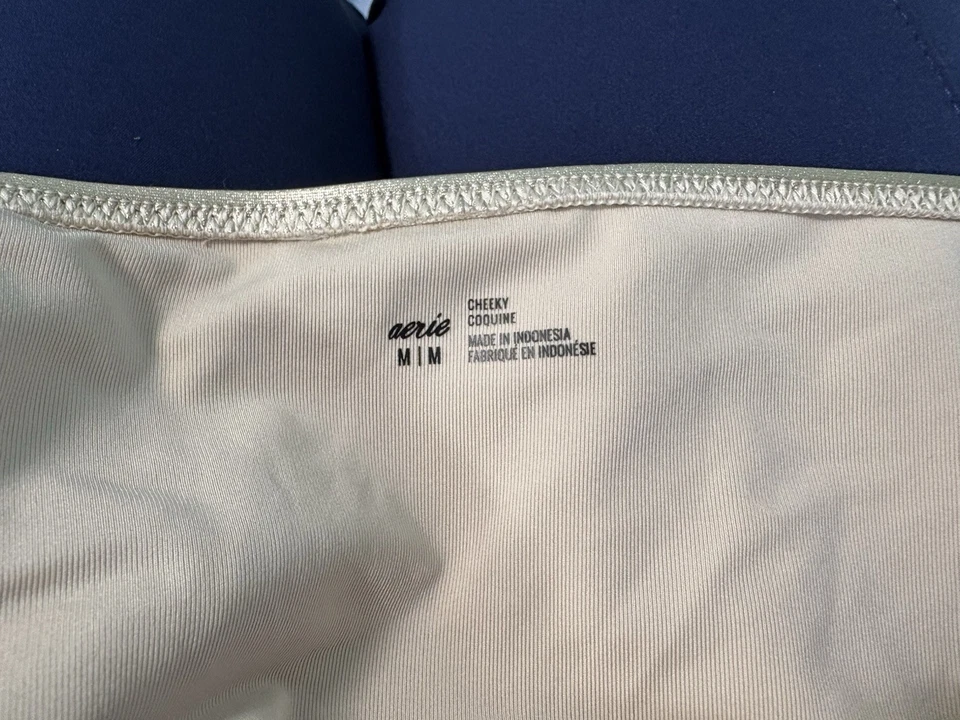 aerie
M | M
CHEEKY
COQUINE
MADE IN INDONESIA
FABRIQUÉ EN INDONÉSIE